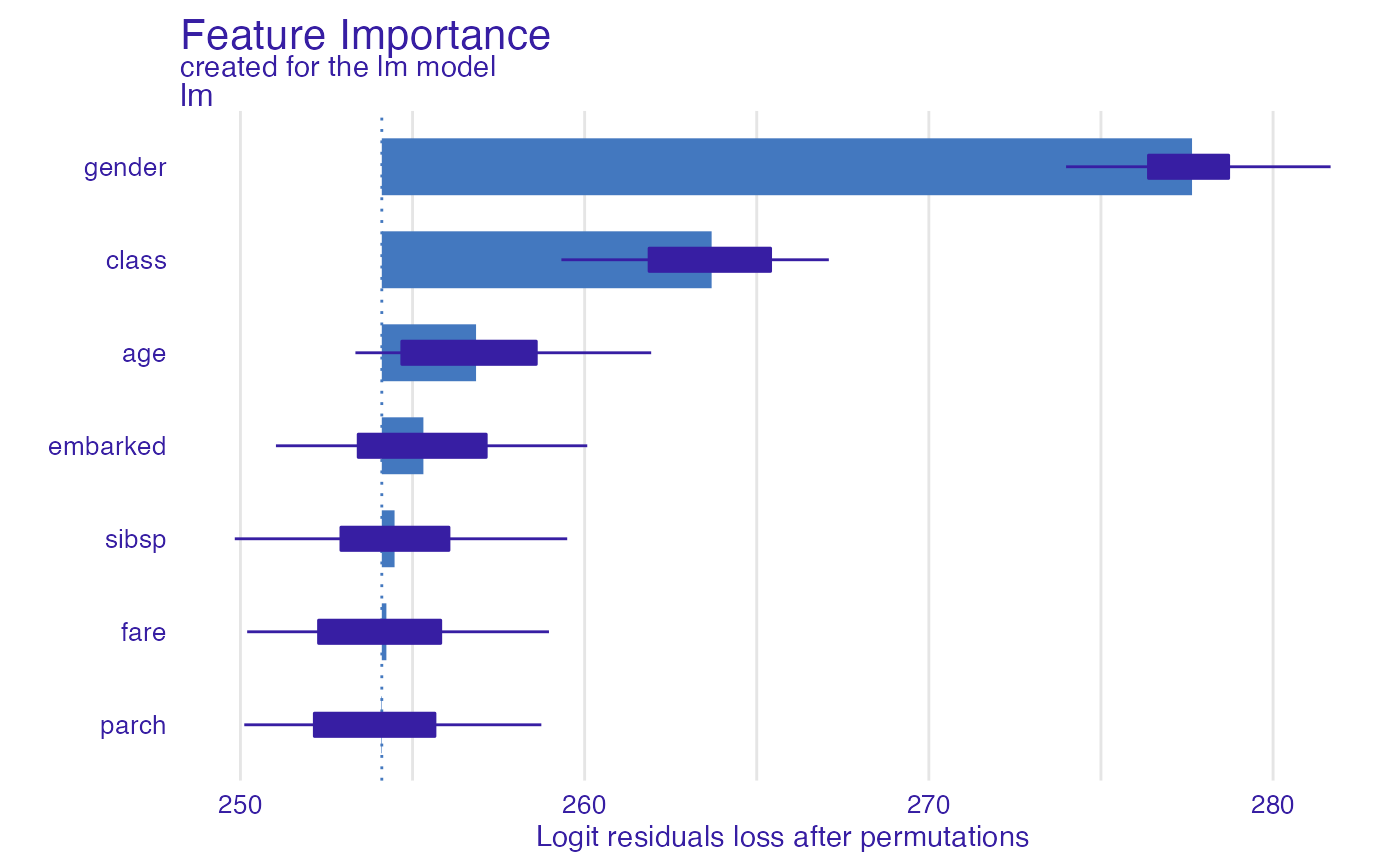 Feature Importance
created for the lm model
lm
gender
class
age
embarked
sibsp
fare
parch
250 260 270 280
Logit residuals loss after permutations